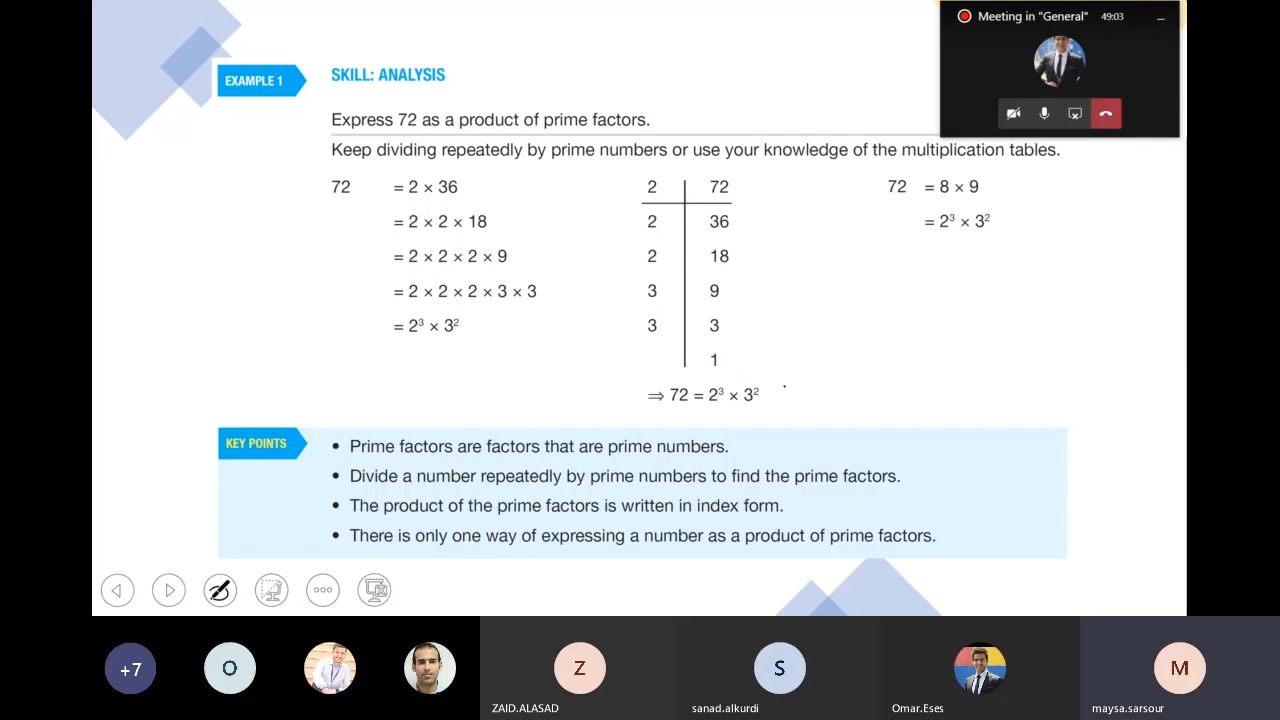 Meeting in "General" 49:03
EXAMPLE 1
SKILL: ANALYSIS
Express 72 as a product of prime factors.
Keep dividing repeatedly by prime numbers or use your knowledge of the multiplication tables.
72 = 2 × 36
= 2 × 2 × 18
= 2 × 2 × 2 × 9
= 2 × 2 × 2 × 3 × 3
= 2³ × 3²
2 72
2 36
2 18
3 9
3 3
1
⇒ 72 = 2³ × 3²
72 = 8 × 9
= 2³ × 3²
KEY POINTS
• Prime factors are factors that are prime numbers.
• Divide a number repeatedly by prime numbers to find the prime factors.
• The product of the prime factors is written in index form.
• There is only one way of expressing a number as a product of prime factors.
+7
O
Z
S
M
ZAID.ALASAD
sanad.alkurdi
Omar.Eses
maysa.sarsour